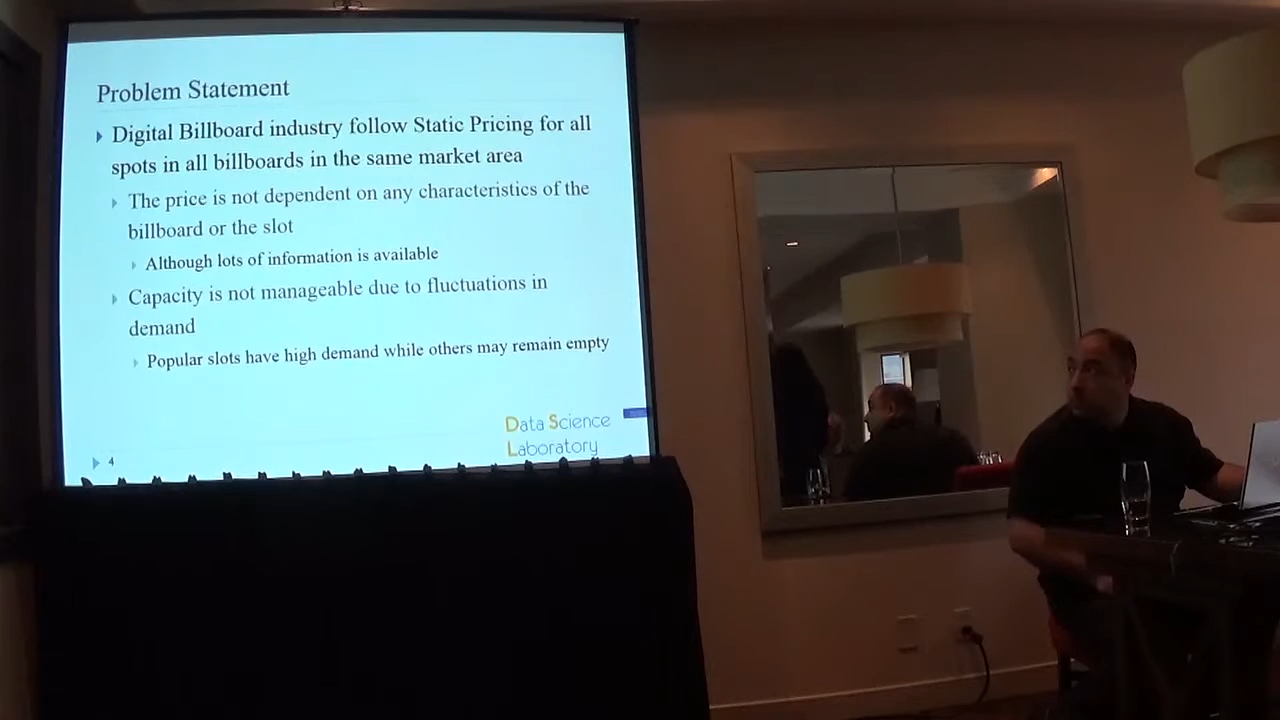 Problem Statement
Digital Billboard industry follow Static Pricing for all
spots in all billboards in the same market area
The price is not dependent on any characteristics of the
billboard or the slot
Although lots of information is available
Capacity is not manageable due to fluctuations in
demand
Popular slots have high demand while others may remain empty
Data Science
Laboratory
4